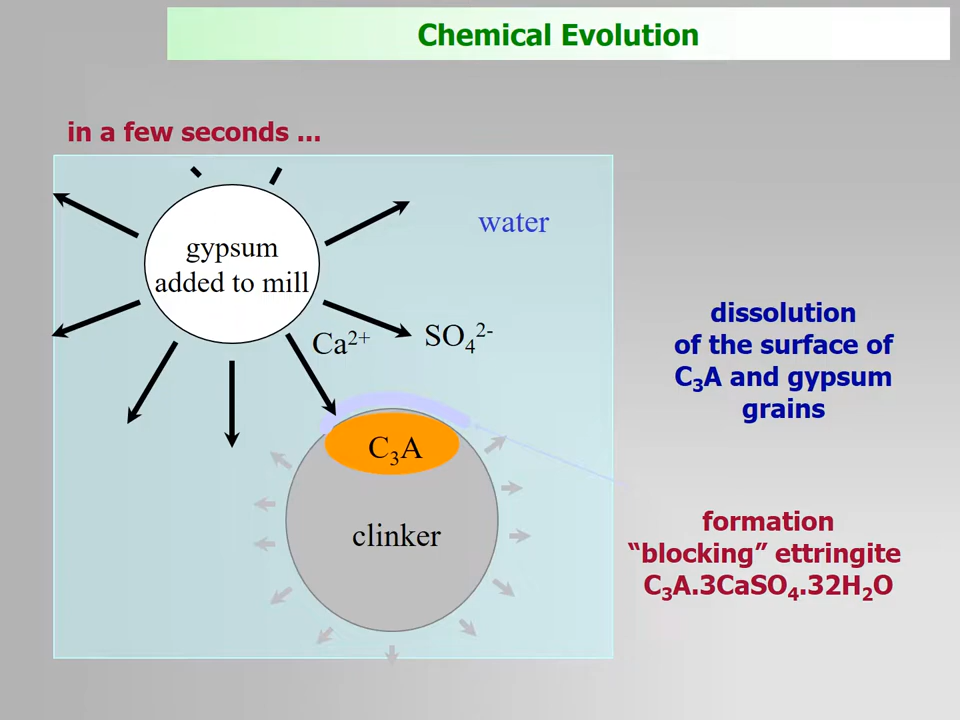 Chemical Evolution
in a few seconds ...
water
gypsum
added to mill
Ca²⁺
SO₄²⁻
C₃A
clinker
dissolution
of the surface of
C₃A and gypsum
grains
formation
“blocking” ettringite
C₃A.3CaSO₄.32H₂O